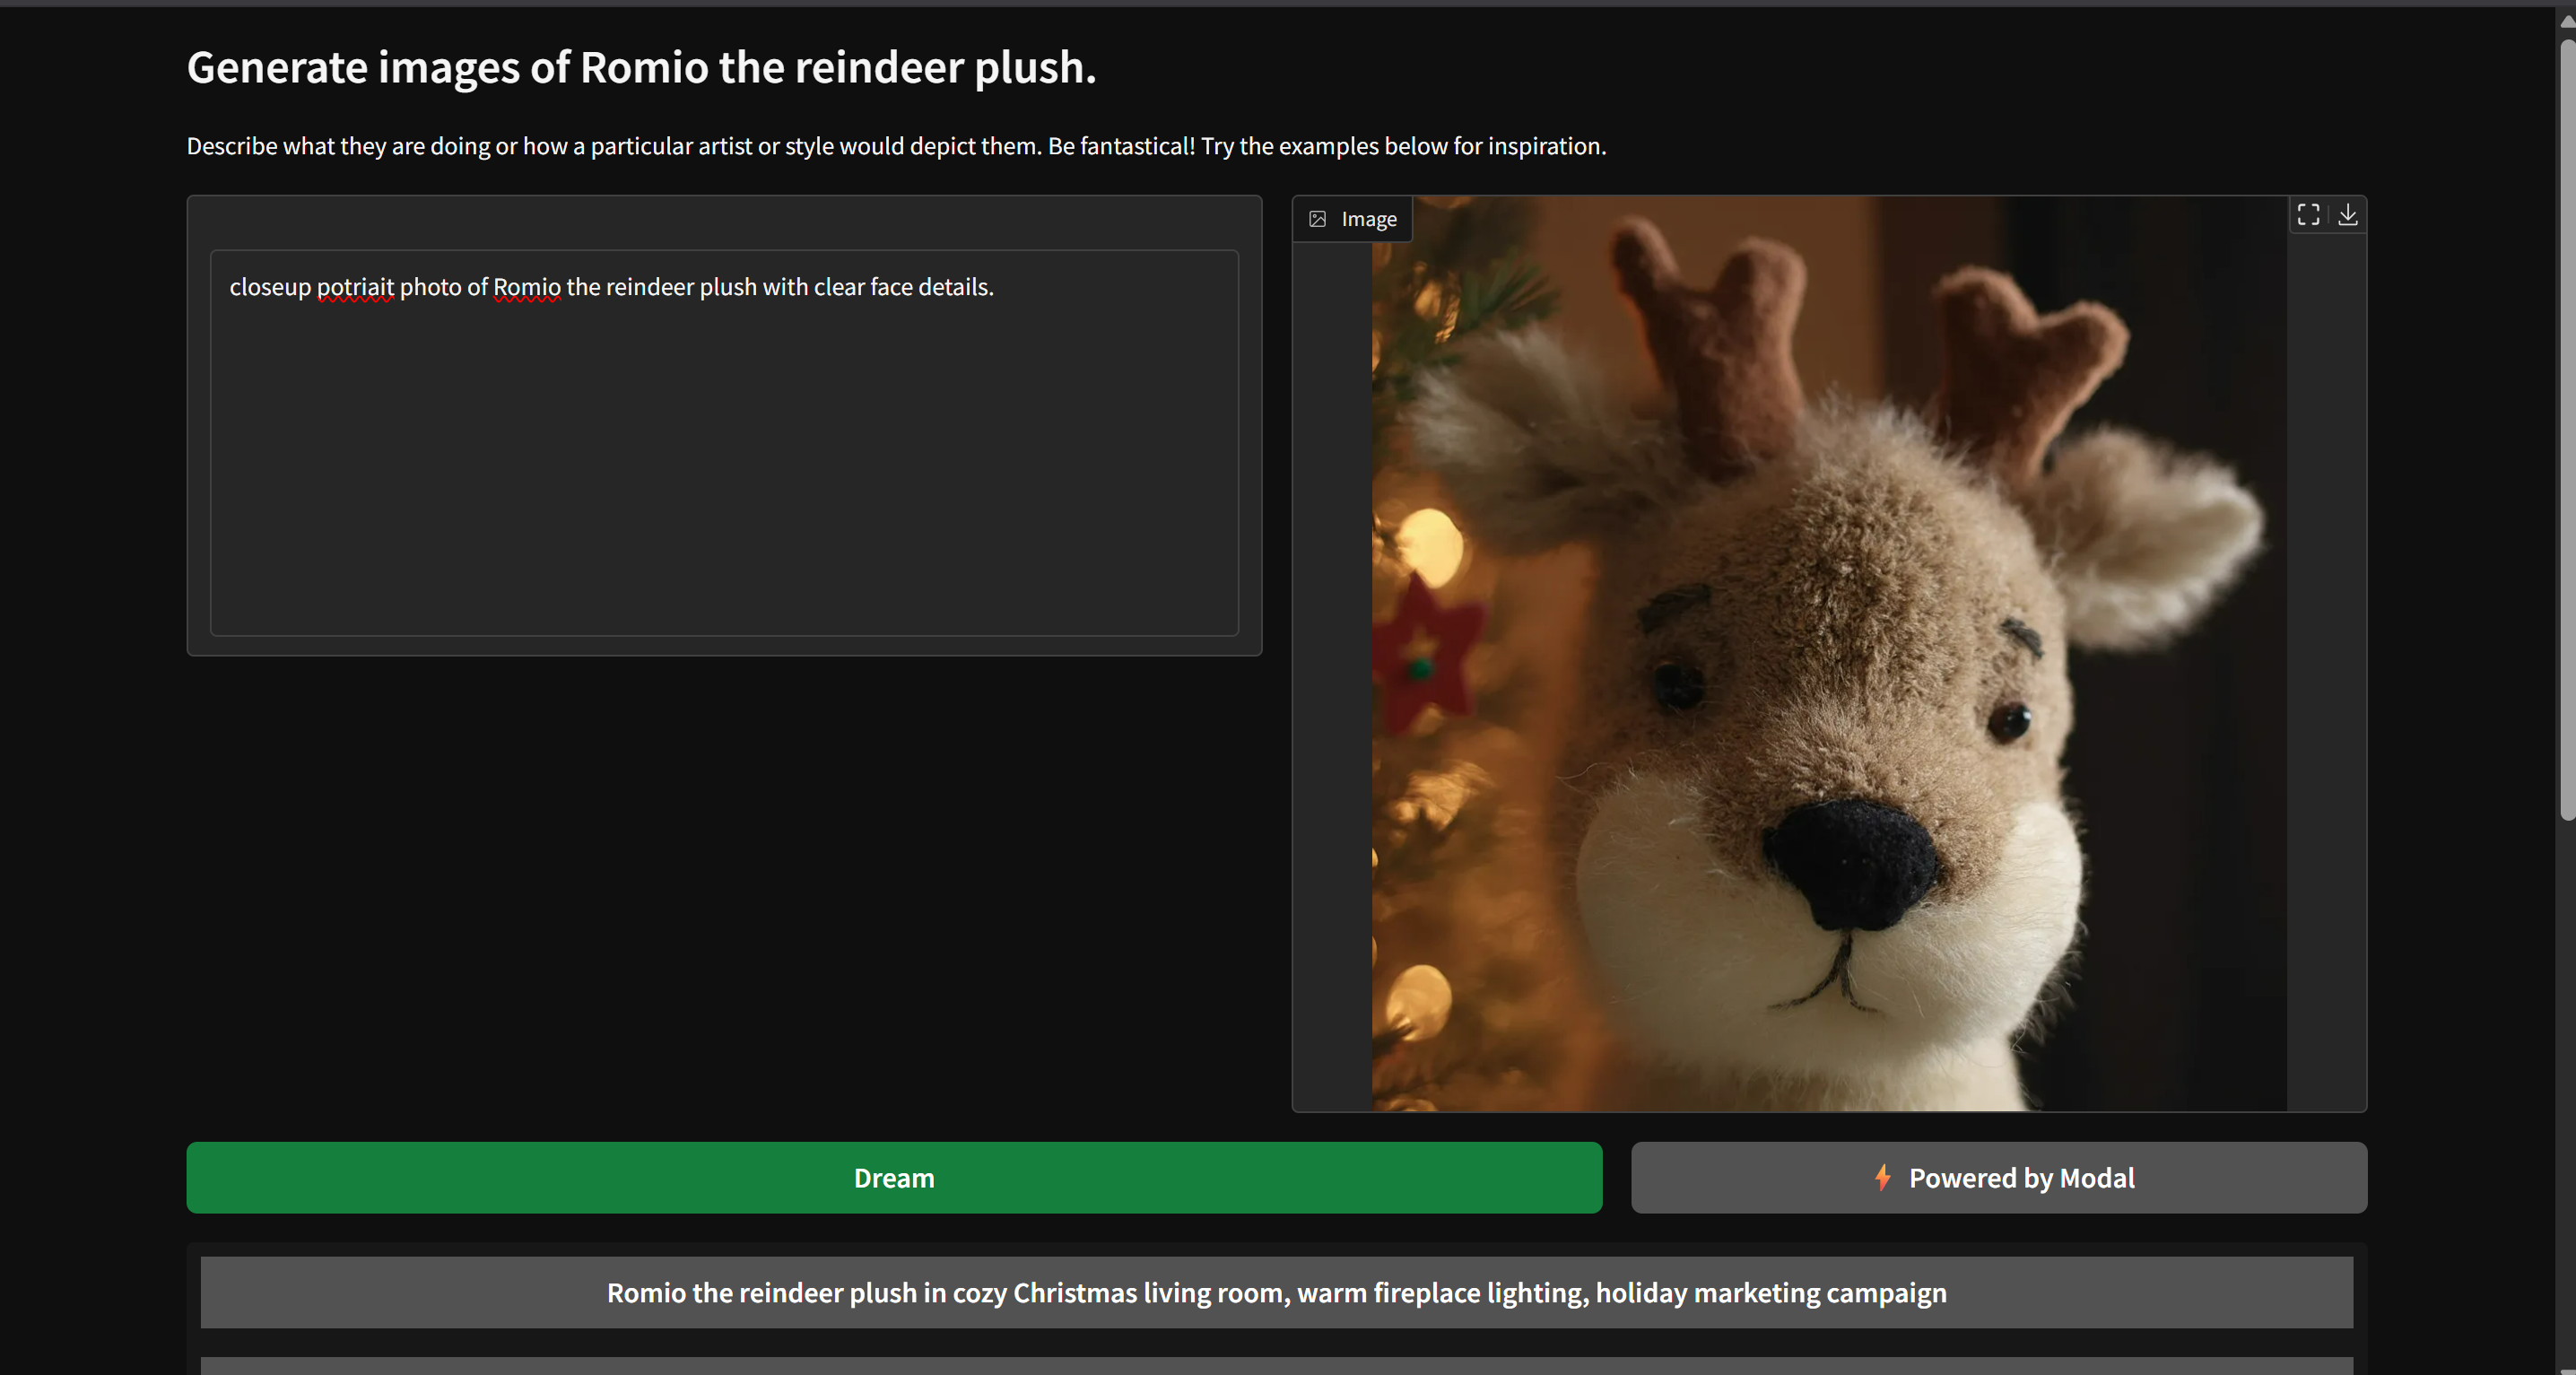 Generate images of Romio the reindeer plush.
Describe what they are doing or how a particular artist or style would depict them. Be fantastical! Try the examples below for inspiration.
closeup potriait photo of Romio the reindeer plush with clear face details.
Image
Dream
Powered by Modal
Romio the reindeer plush in cozy Christmas living room, warm fireplace lighting, holiday marketing campaign